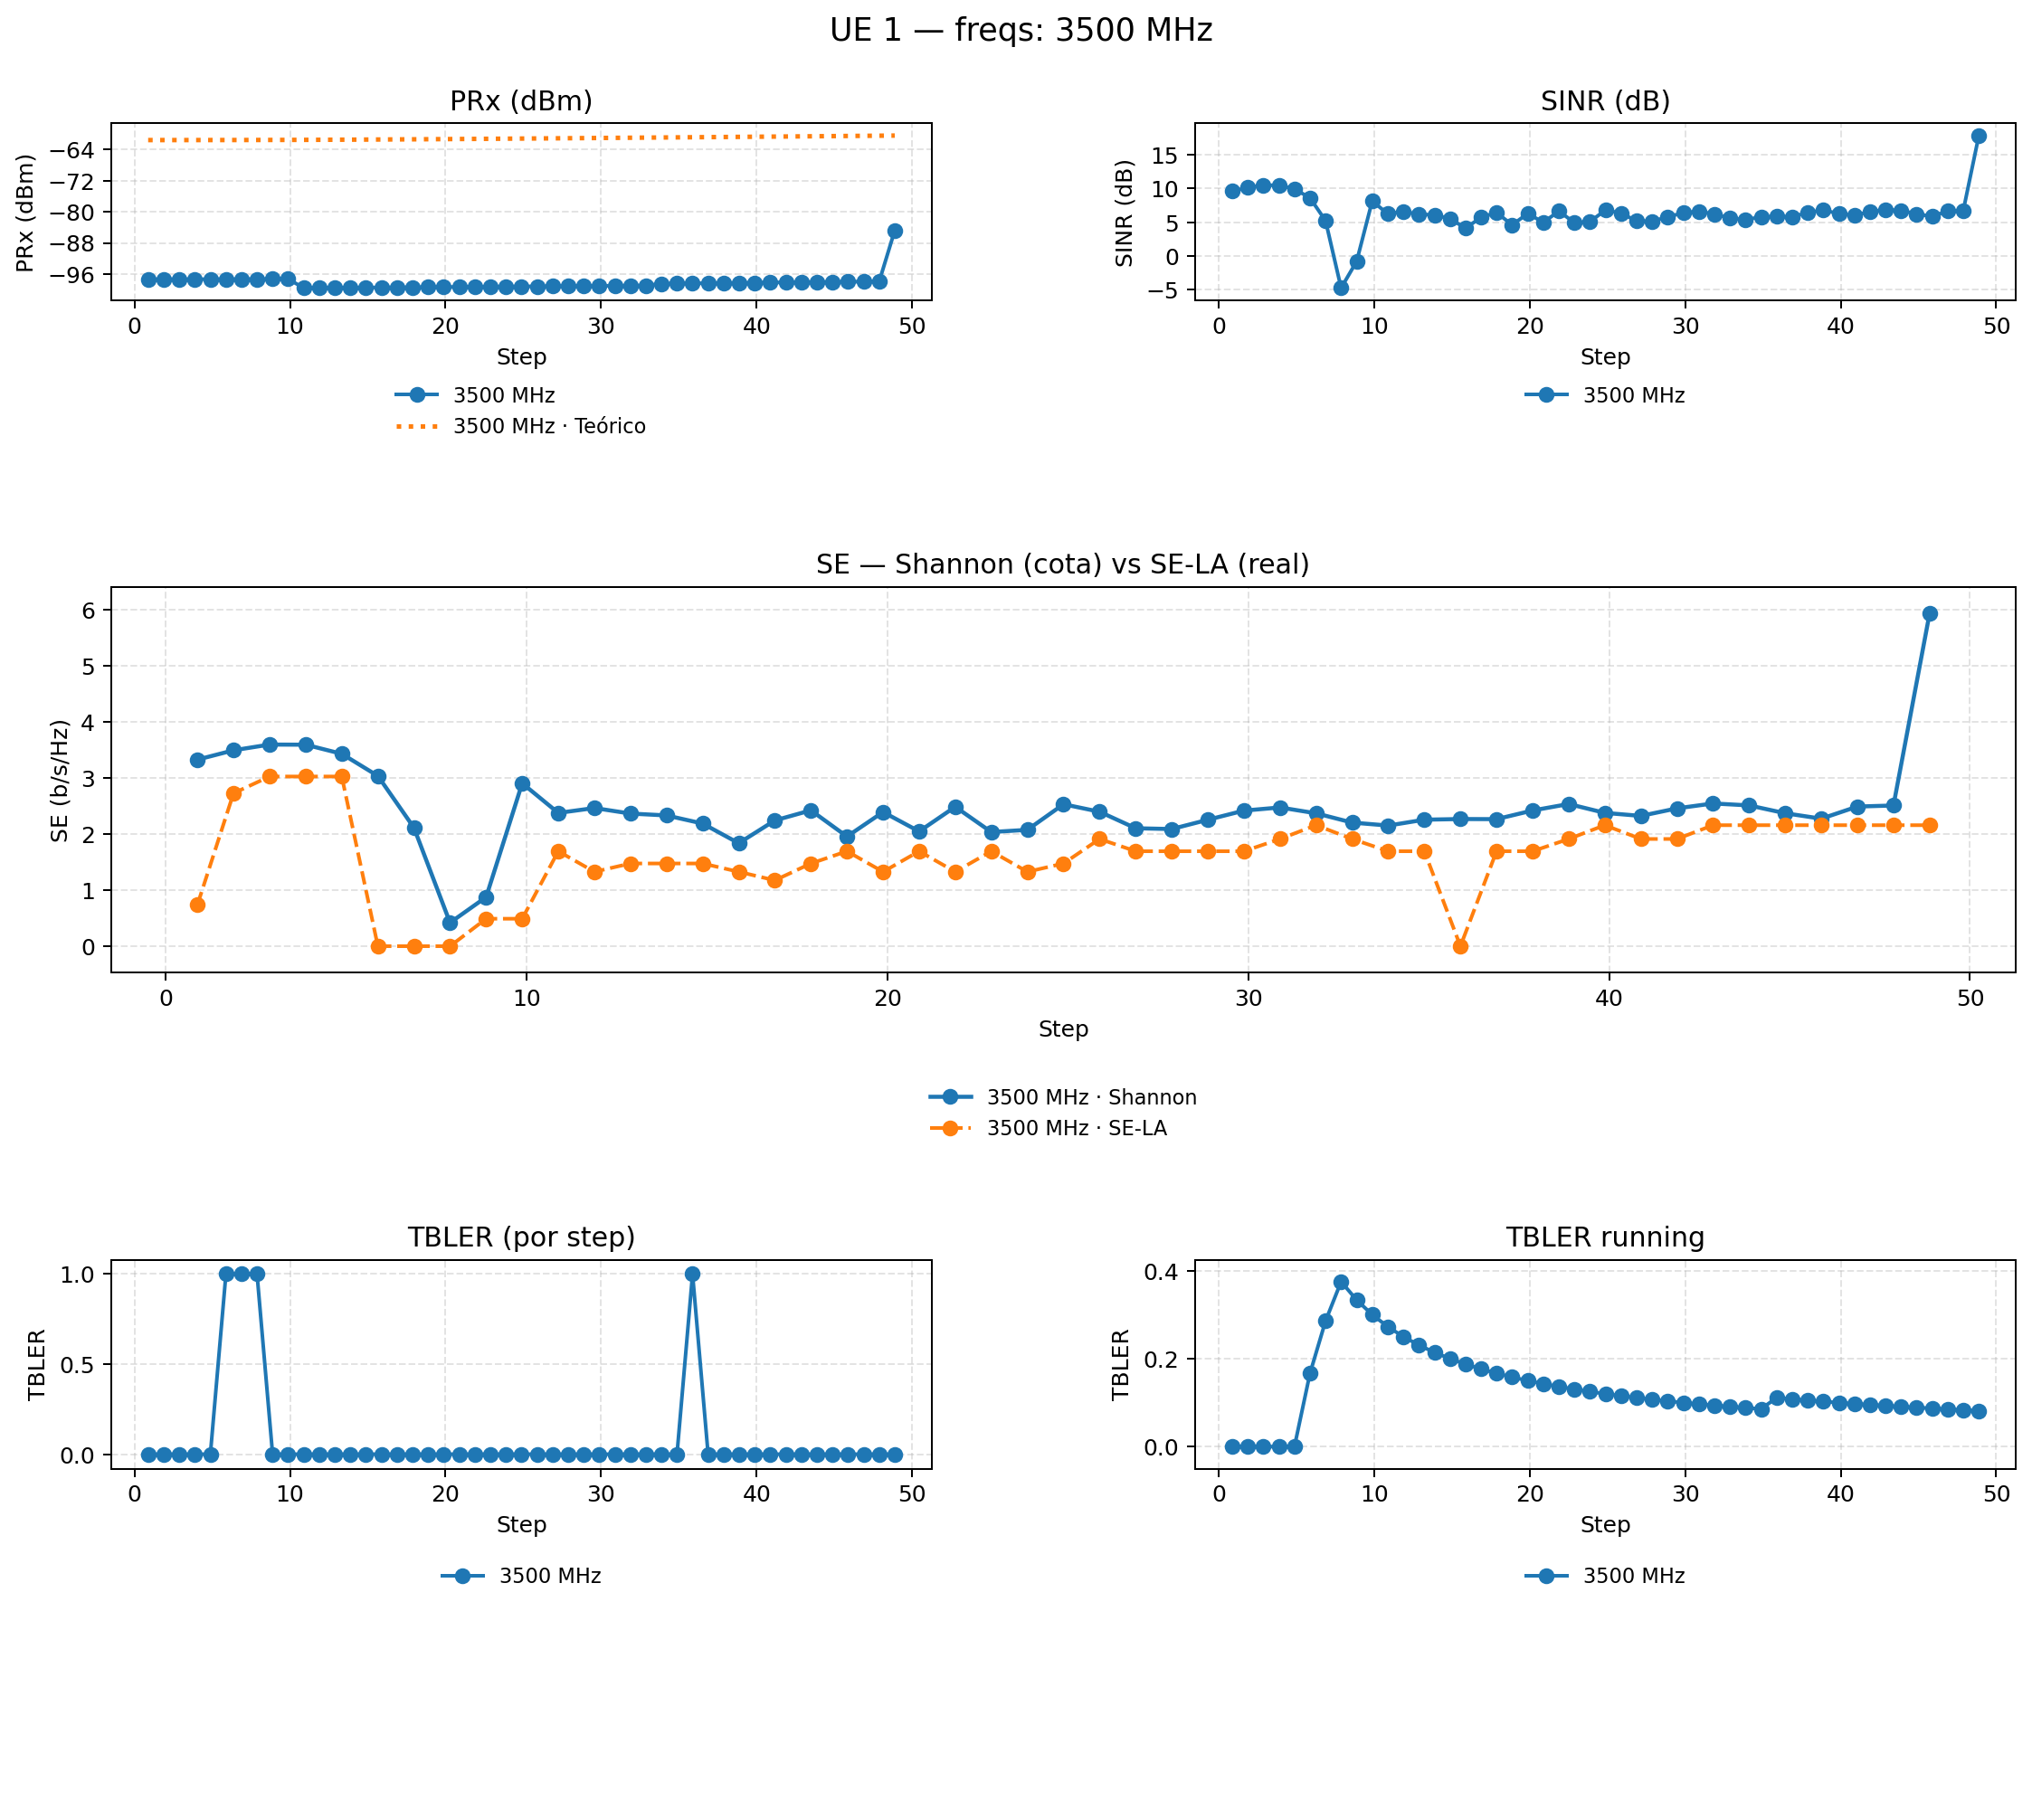 UE 1 — freqs: 3500 MHz
PRx (dBm)
PRx (dBm)
−64
−72
−80
−88
−96
0 10 20 30 40 50
Step
3500 MHz
3500 MHz · Teórico
SINR (dB)
SINR (dB)
15
10
5
0
−5
0 10 20 30 40 50
Step
3500 MHz
SE — Shannon (cota) vs SE-LA (real)
SE (b/s/Hz)
6
5
4
3
2
1
0
0 10 20 30 40 50
Step
3500 MHz · Shannon
3500 MHz · SE-LA
TBLER (por step)
TBLER
1.0
0.5
0.0
0 10 20 30 40 50
Step
3500 MHz
TBLER running
TBLER
0.4
0.2
0.0
0 10 20 30 40 50
Step
3500 MHz